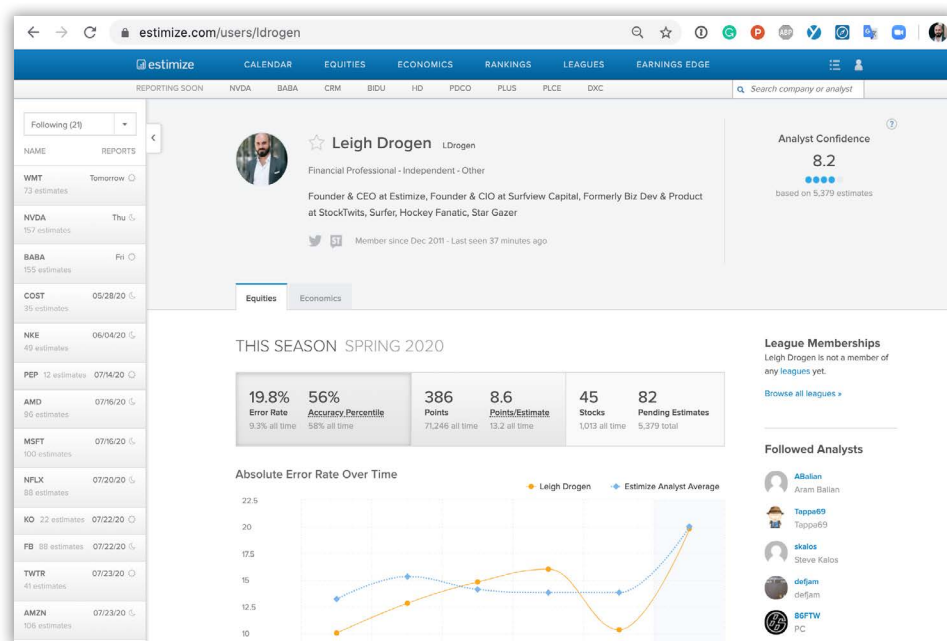 estimize.com/users/ldrogen
estimize CALENDAR EQUITIES ECONOMICS RANKINGS LEAGUES EARNINGS EDGE
REPORTING SOON NVDA BABA CRM BIDU HD PDCO PLUS PLCE DXC Search company or analyst
Following (21)
NAME REPORTS
WMT Tomorrow
73 estimates
NVDA Thu
157 estimates
BABA Fri
155 estimates
COST 05/28/20
35 estimates
NKE 06/04/20
49 estimates
PEP 12 estimates 07/14/20
AMD 07/16/20
96 estimates
MSFT 07/16/20
100 estimates
NFLX 07/20/20
88 estimates
KO 22 estimates 07/22/20
FB 88 estimates 07/22/20
TWTR 07/23/20
41 estimates
AMZN 07/23/20
106 estimates
Leigh Drogen LDrogen
Financial Professional - Independent - Other
Founder & CEO at Estimize, Founder & CIO at Surfview Capital, Formerly Biz Dev & Product
at StockTwits, Surfer, Hockey Fanatic, Star Gazer
ST Member since Dec 2011 - Last seen 37 minutes ago
?
Analyst Confidence
8.2
based on 5,379 estimates
Equities Economics
THIS SEASON SPRING 2020
19.8% 56% 386 8.6 45 82
Error Rate Accuracy Percentile Points Points/Estimate Stocks Pending Estimates
9.3% all time 58% all time 71,246 all time 13.2 all time 1,013 all time 5,379 total
Absolute Error Rate Over Time
Leigh Drogen Estimize Analyst Average
22.5
20
17.5
15
12.5
10
League Memberships
Leigh Drogen is not a member of
any leagues yet.
Browse all leagues »
Followed Analysts
ABalian
Aram Balian
Tappa69
Tappa69
skalos
Steve Kalos
defjam
defjam
86FTW
PC